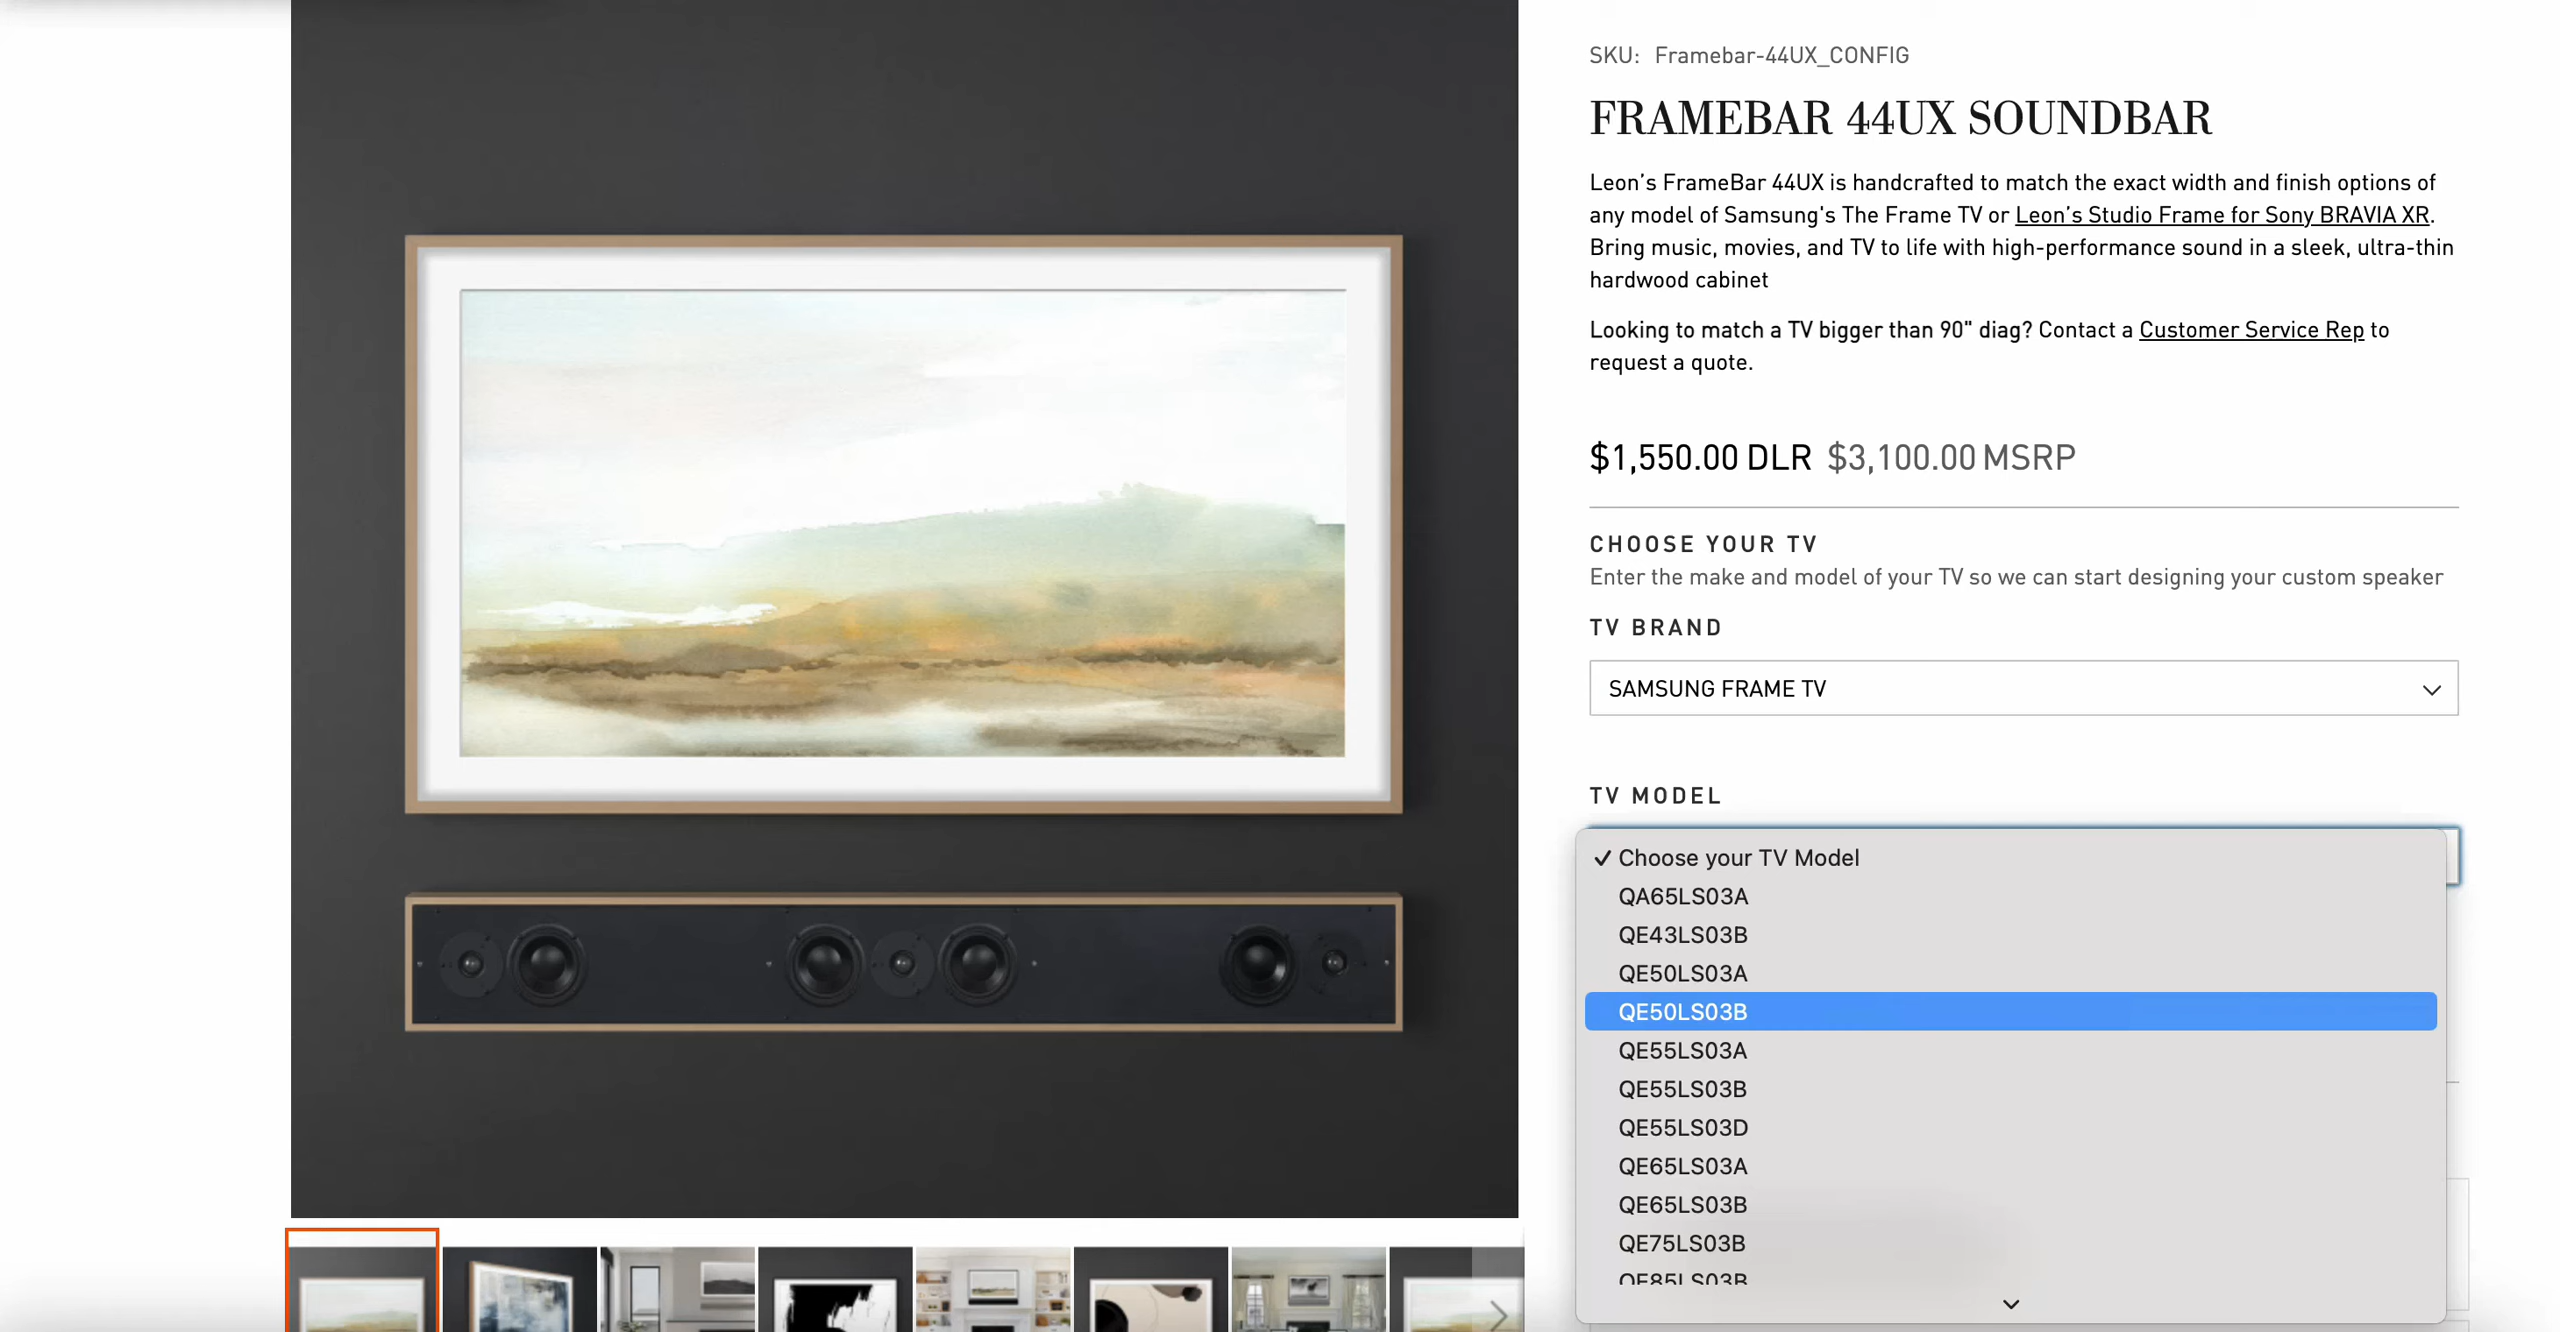 SKU: Framebar-44UX_CONFIG
FRAMEBAR 44UX SOUNDBAR
Leon’s FrameBar 44UX is handcrafted to match the exact width and finish options of
any model of Samsung's The Frame TV or Leon’s Studio Frame for Sony BRAVIA XR.
Bring music, movies, and TV to life with high-performance sound in a sleek, ultra-thin
hardwood cabinet
Looking to match a TV bigger than 90" diag? Contact a Customer Service Rep to
request a quote.
$1,550.00 DLR $3,100.00 MSRP
CHOOSE YOUR TV
Enter the make and model of your TV so we can start designing your custom speaker
TV BRAND
SAMSUNG FRAME TV
TV MODEL
✓ Choose your TV Model
QA65LS03A
QE43LS03B
QE50LS03A
QE50LS03B
QE55LS03A
QE55LS03B
QE55LS03D
QE65LS03A
QE65LS03B
QE75LS03B
QE85LS03B